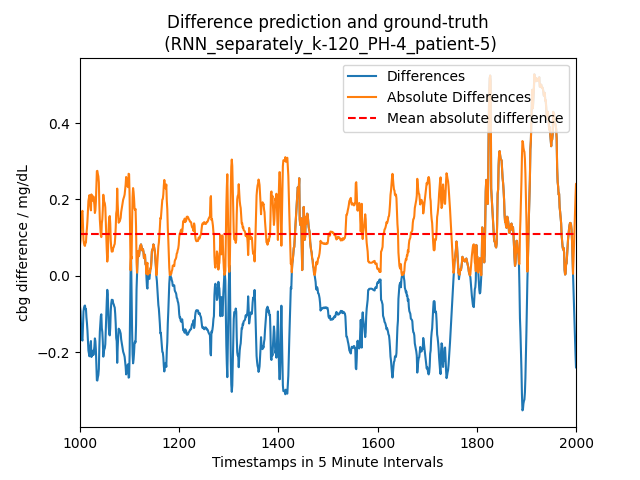 Difference prediction and ground-truth
(RNN_separately_k-120_PH-4_patient-5)
Differences
Absolute Differences
Mean absolute difference
cbg difference / mg/dL
0.4
0.2
0.0
−0.2
1000 1200 1400 1600 1800 2000
Timestamps in 5 Minute Intervals